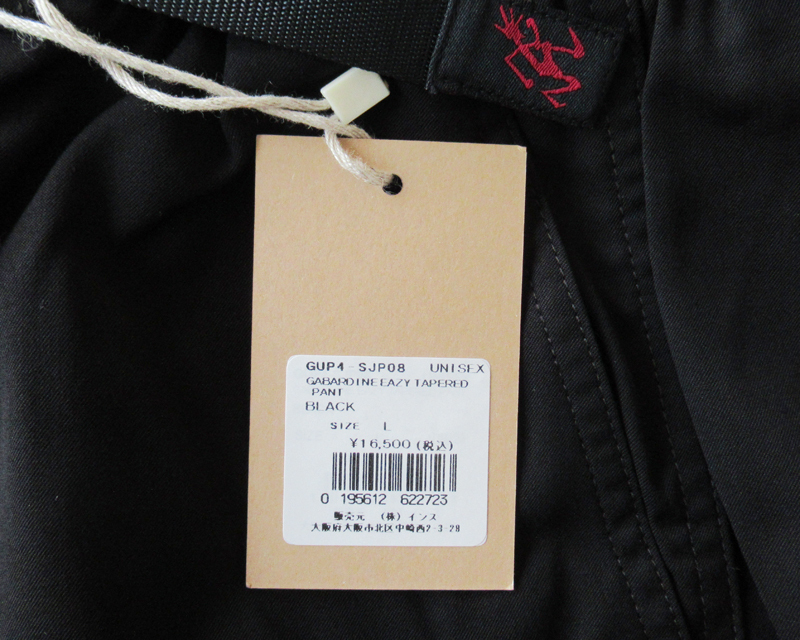 GUP4-SJP08 UNISEX
GABARDINE EAZY TAPERED
PANT
BLACK
SIZE L
¥16,500 (税込)
0 195612 622723
販売元 (株) インス
大阪府大阪市北区中崎西2-3-28